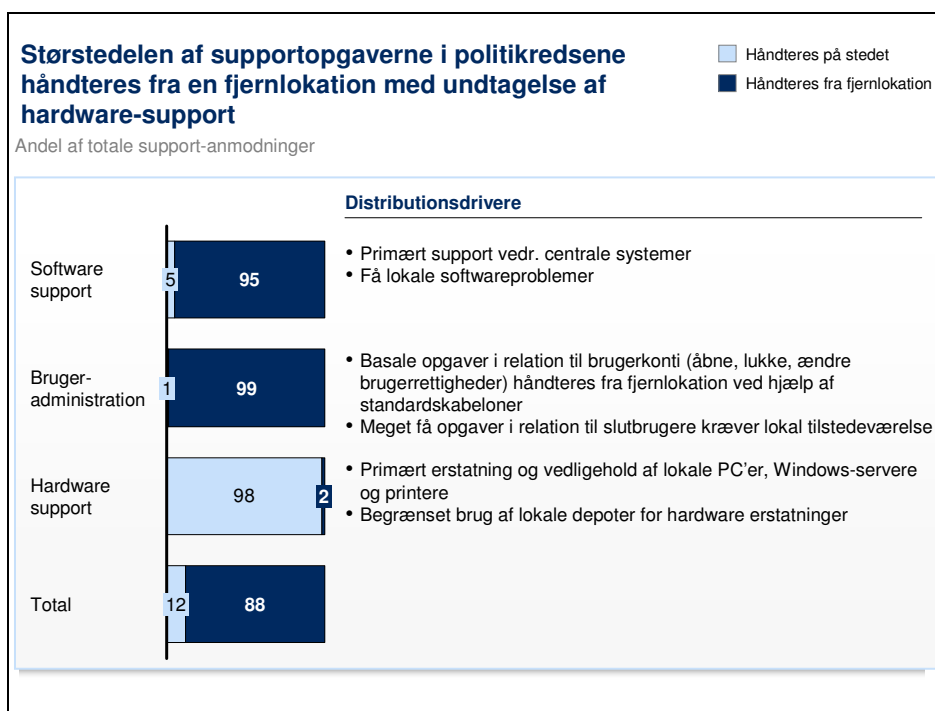 Størstedelen af supportopgaverne i politikredsene
håndteres fra en fjernlokation med undtagelse af
hardware-support
Håndteres på stedet
Håndteres fra fjernlokation
Andel af totale support-anmodninger
Distributionsdrivere
Software
support
5
95
• Primært support vedr. centrale systemer
• Få lokale softwareproblemer
Bruger-
administration
1
99
• Basale opgaver i relation til brugerkonti (åbne, lukke, ændre
brugerrettigheder) håndteres fra fjernlokation ved hjælp af
standardskabeloner
• Meget få opgaver i relation til slutbrugere kræver lokal tilstedeværelse
Hardware
support
98
2
• Primært erstatning og vedligehold af lokale PC’er, Windows-servere
og printere
• Begrænset brug af lokale depoter for hardware erstatninger
Total
12
88